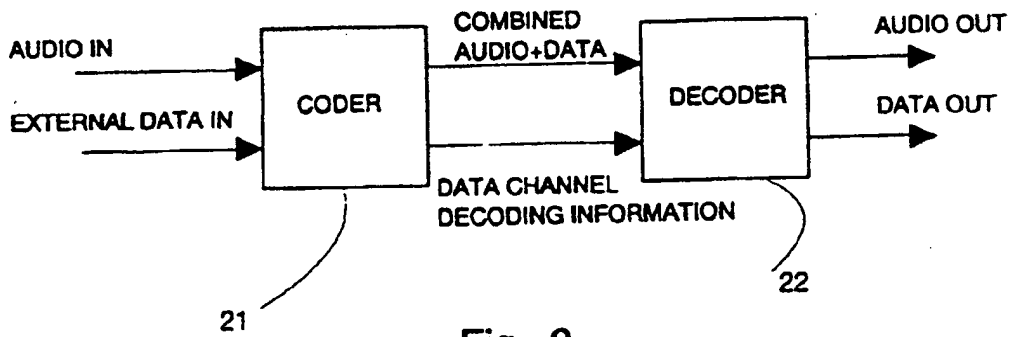 AUDIO IN
EXTERNAL DATA IN
CODER
COMBINED
AUDIO+DATA
DATA CHANNEL
DECODING INFORMATION
DECODER
AUDIO OUT
DATA OUT
21
22